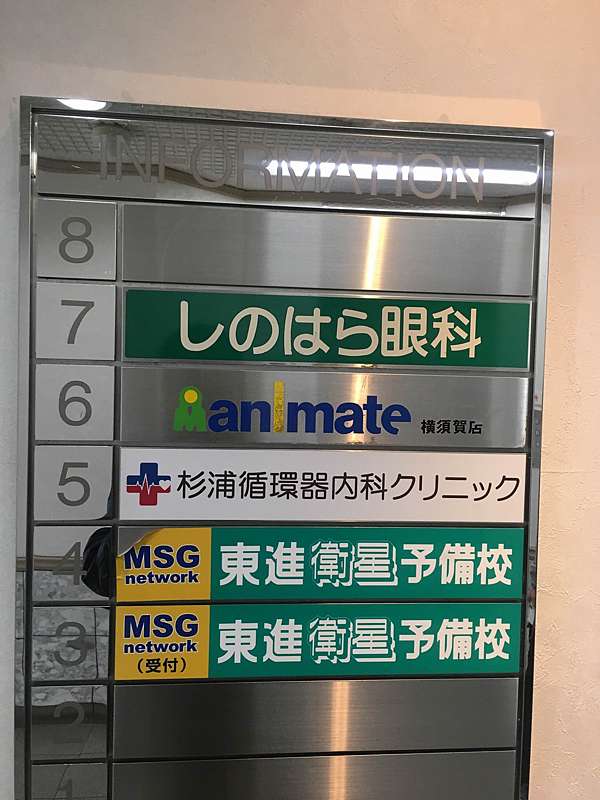 INFORMATION
8
7 しのはら眼科
6 animate 横須賀店
5 杉浦循環器内科クリニック
4 MSG network 東進衛星予備校
3 MSG network (受付) 東進衛星予備校
2
1